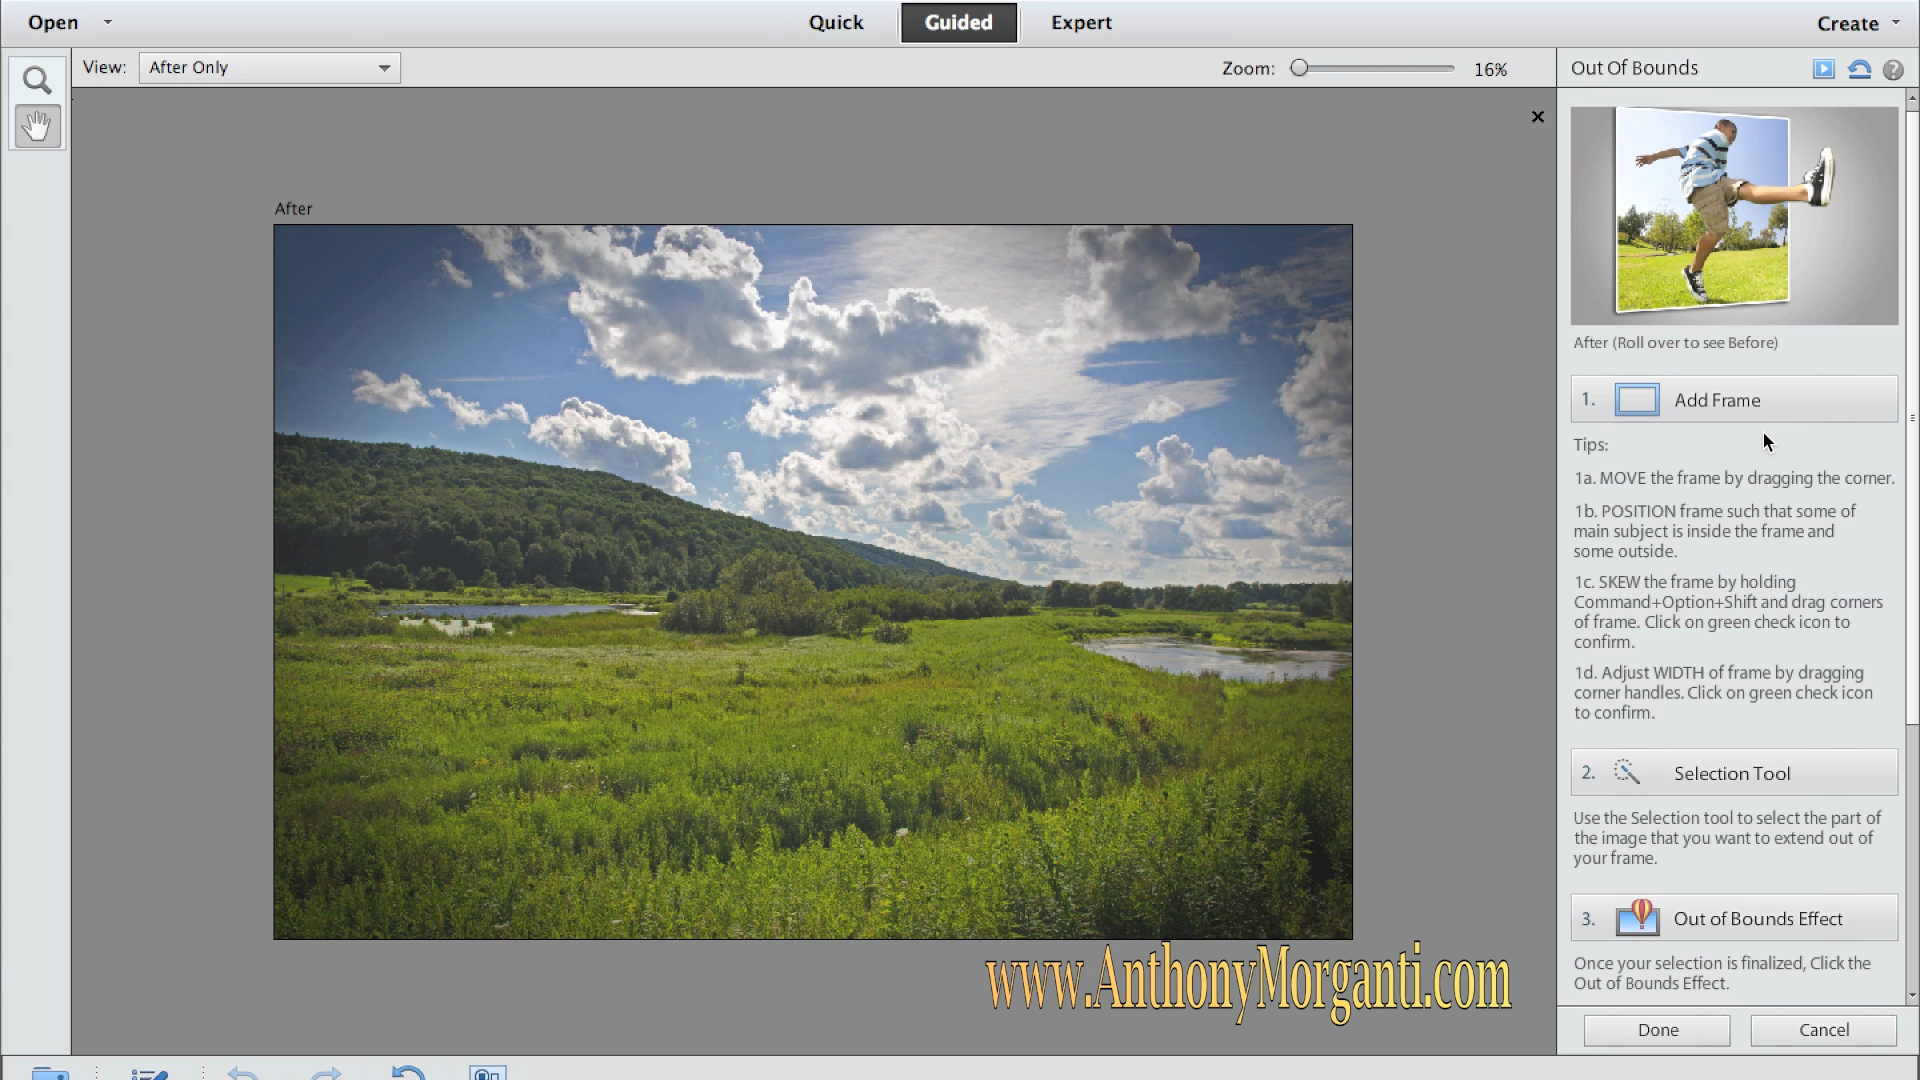 Open
Quick
Guided
Expert
Create
View:
After Only
Zoom:
16%
Out Of Bounds
After
After (Roll over to see Before)
1.
Add Frame
Tips:
1a. MOVE the frame by dragging the corner.
1b. POSITION frame such that some of
main subject is inside the frame and
some outside.
1c. SKEW the frame by holding
Command+Option+Shift and drag corners
of frame. Click on green check icon to
confirm.
1d. Adjust WIDTH of frame by dragging
corner handles. Click on green check icon
to confirm.
2.
Selection Tool
Use the Selection tool to select the part of
the image that you want to extend out of
your frame.
3.
Out of Bounds Effect
Once your selection is finalized, Click the
Out of Bounds Effect.
www.AnthonyMorganti.com
Done
Cancel